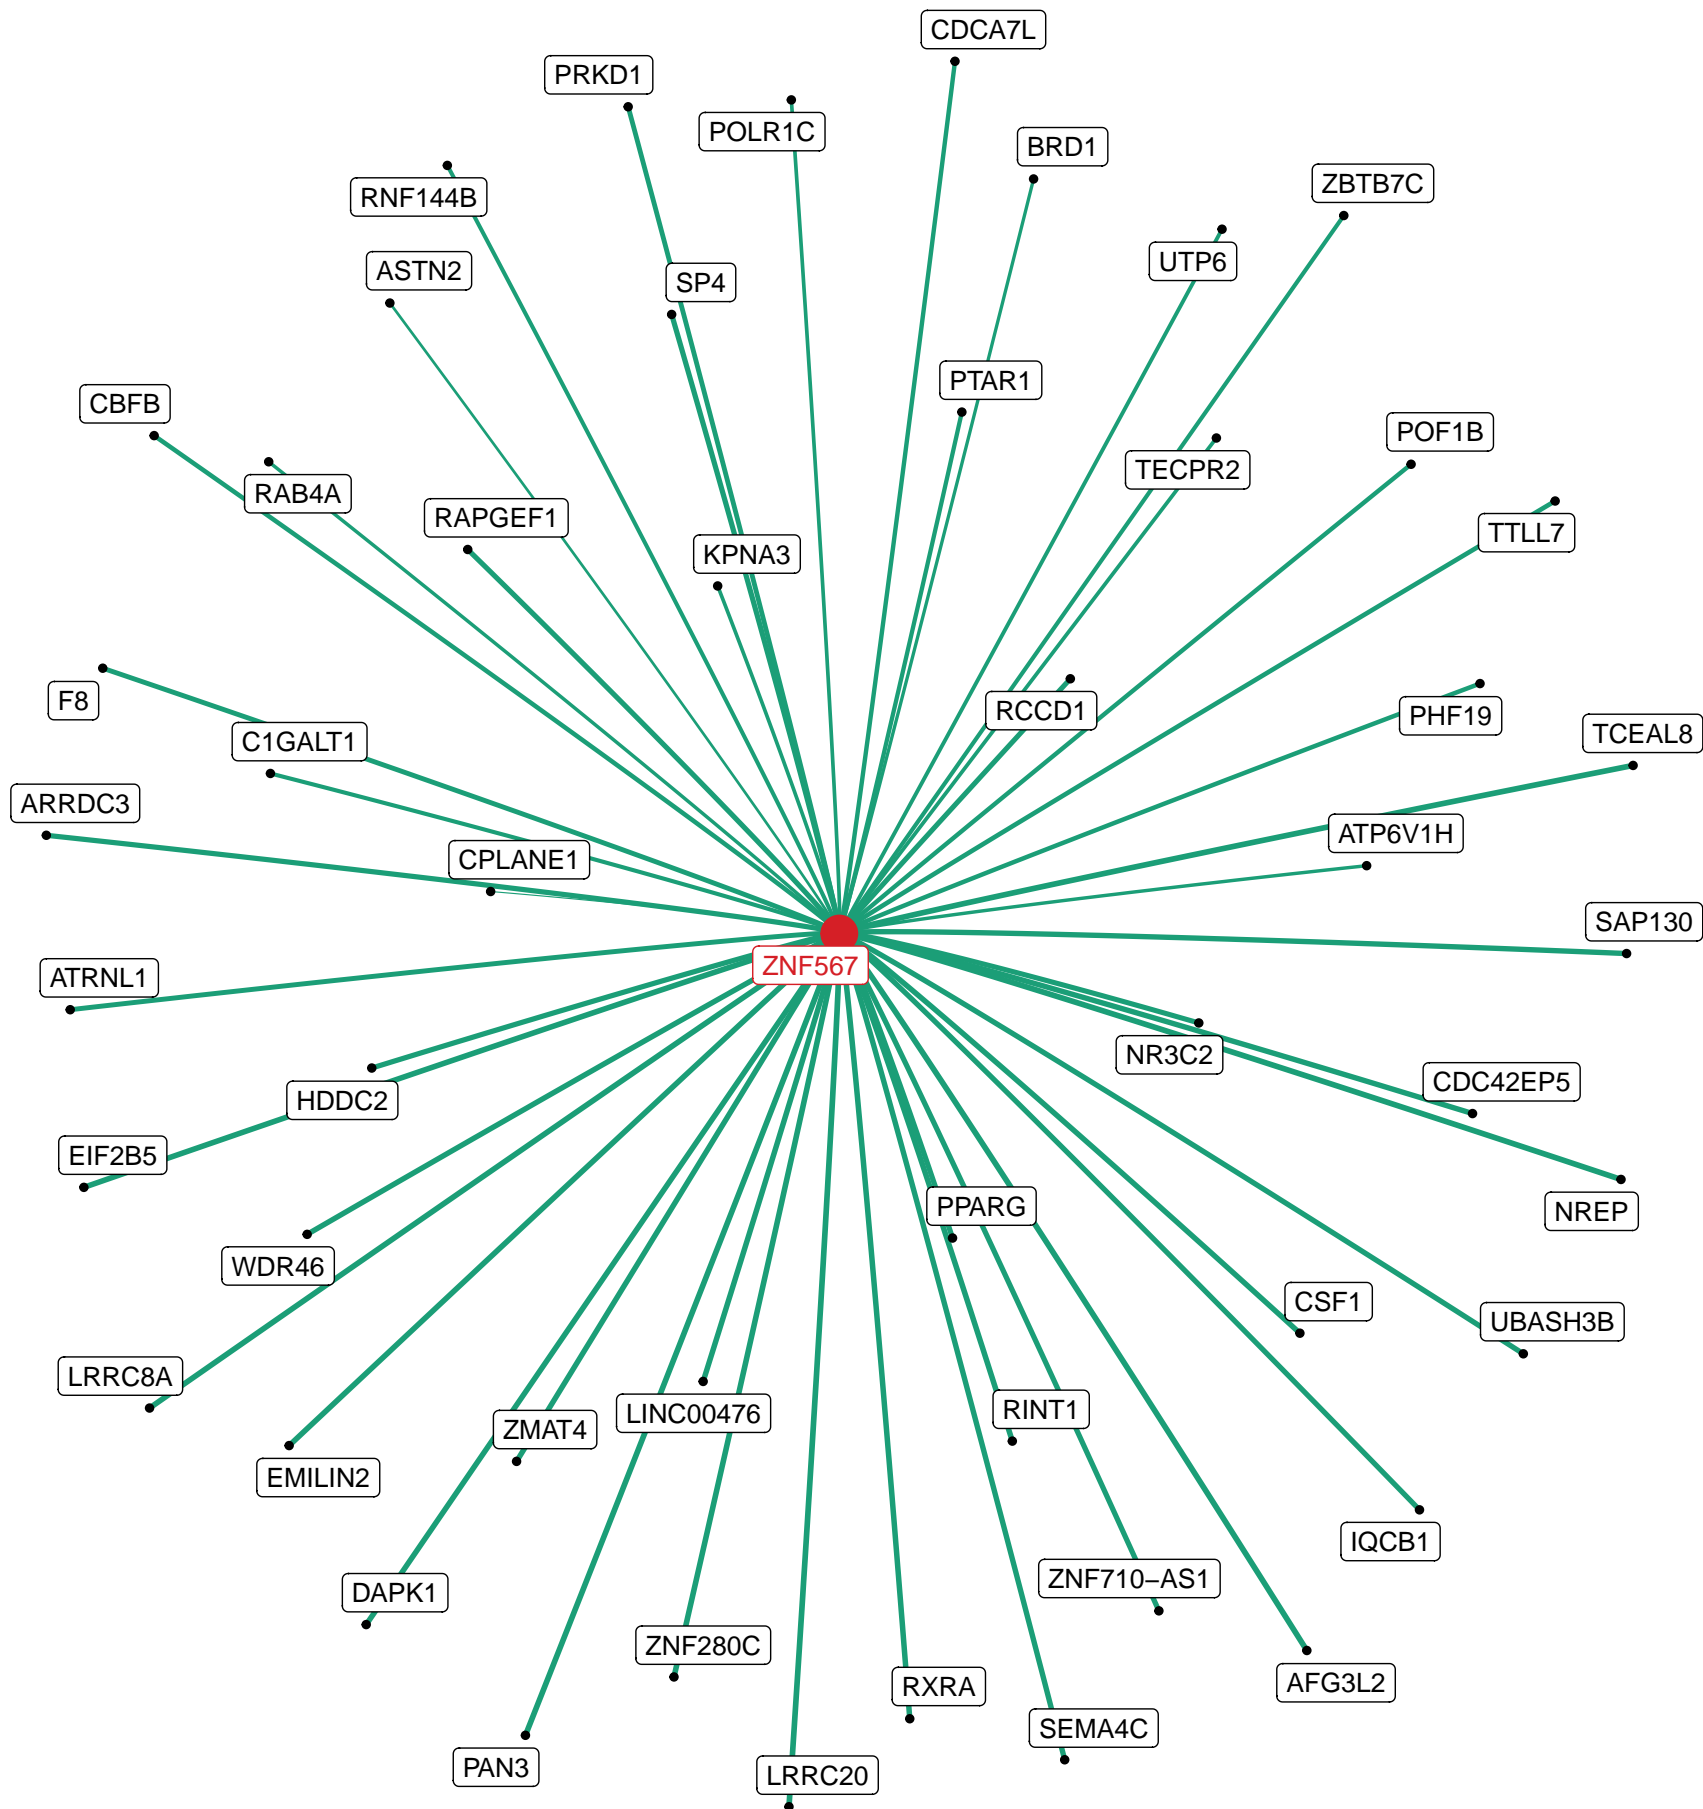 CDCA7L
PRKD1
POLR1C
BRD1
ZBTB7C
RNF144B
UTP6
ASTN2
SP4
PTAR1
CBFB
POF1B
TECPR2
RAB4A
RAPGEF1
TTLL7
KPNA3
F8
RCCD1
PHF19
C1GALT1
TCEAL8
ARRDC3
ATP6V1H
CPLANE1
SAP130
ZNF567
ATRNL1
NR3C2
CDC42EP5
HDDC2
EIF2B5
PPARG
NREP
WDR46
CSF1
UBASH3B
LRRC8A
RINT1
LINC00476
ZMAT4
EMILIN2
IQCB1
ZNF710−AS1
DAPK1
ZNF280C
AFG3L2
RXRA
SEMA4C
PAN3
LRRC20